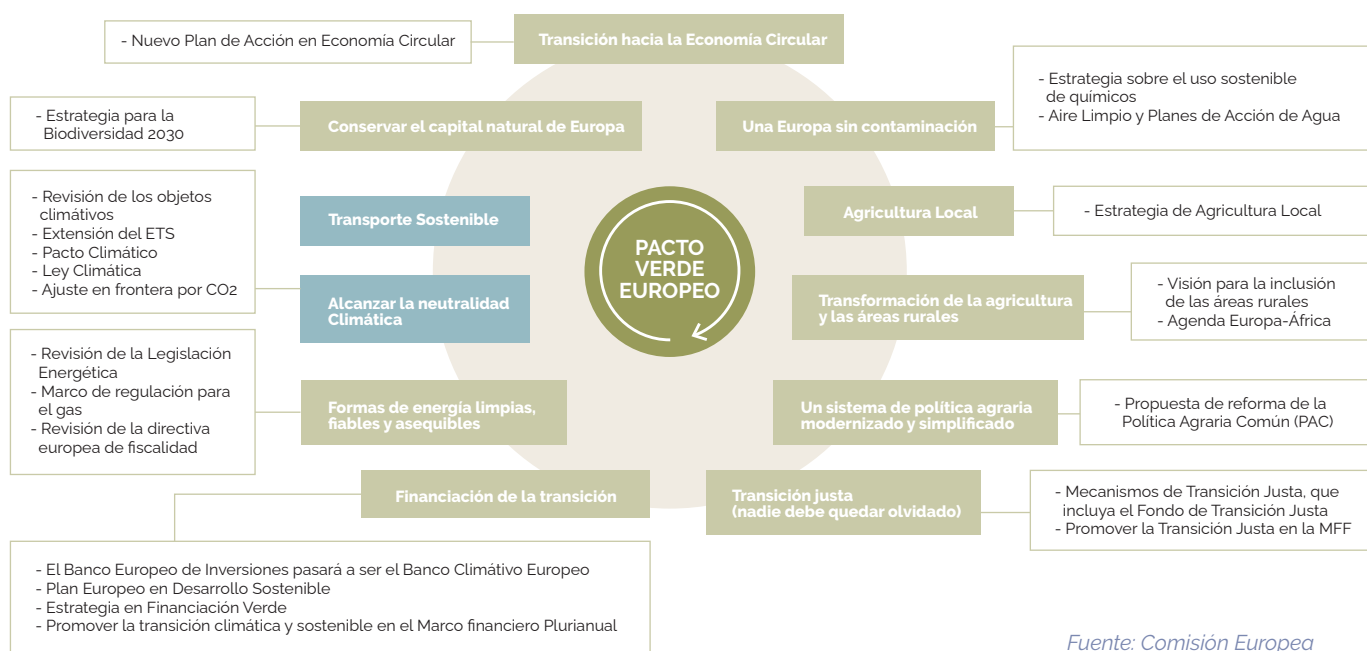 - Nuevo Plan de Acción en Economía Circular
Transición hacia la Economía Circular
- Estrategia para la
Biodiversidad 2030
Conservar el capital natural de Europa
Una Europa sin contaminación
- Estrategia sobre el uso sostenible
de químicos
- Aire Limpio y Planes de Acción de Agua
- Revisión de los objetos
climátivos
- Extensión del ETS
- Pacto Climático
- Ley Climática
- Ajuste en frontera por CO2
Transporte Sostenible
Alcanzar la neutralidad
Climática
PACTO
VERDE
EUROPEO
Agricultura Local
- Estrategia de Agricultura Local
Transformación de la agricultura
y las áreas rurales
- Visión para la inclusión
de las áreas rurales
- Agenda Europa-África
- Revisión de la Legislación
Energética
- Marco de regulación para
el gas
- Revisión de la directiva
europea de fiscalidad
Formas de energía limpias,
fiables y asequibles
Un sistema de política agraria
modernizado y simplificado
- Propuesta de reforma de la
Política Agraria Común (PAC)
Financiación de la transición
Transición justa
(nadie debe quedar olvidado)
- Mecanismos de Transición Justa, que
incluya el Fondo de Transición Justa
- Promover la Transición Justa en la MFF
- El Banco Europeo de Inversiones pasará a ser el Banco Climátivo Europeo
- Plan Europeo en Desarrollo Sostenible
- Estrategia en Financiación Verde
- Promover la transición climática y sostenible en el Marco financiero Plurianual
Fuente: Comisión Europea